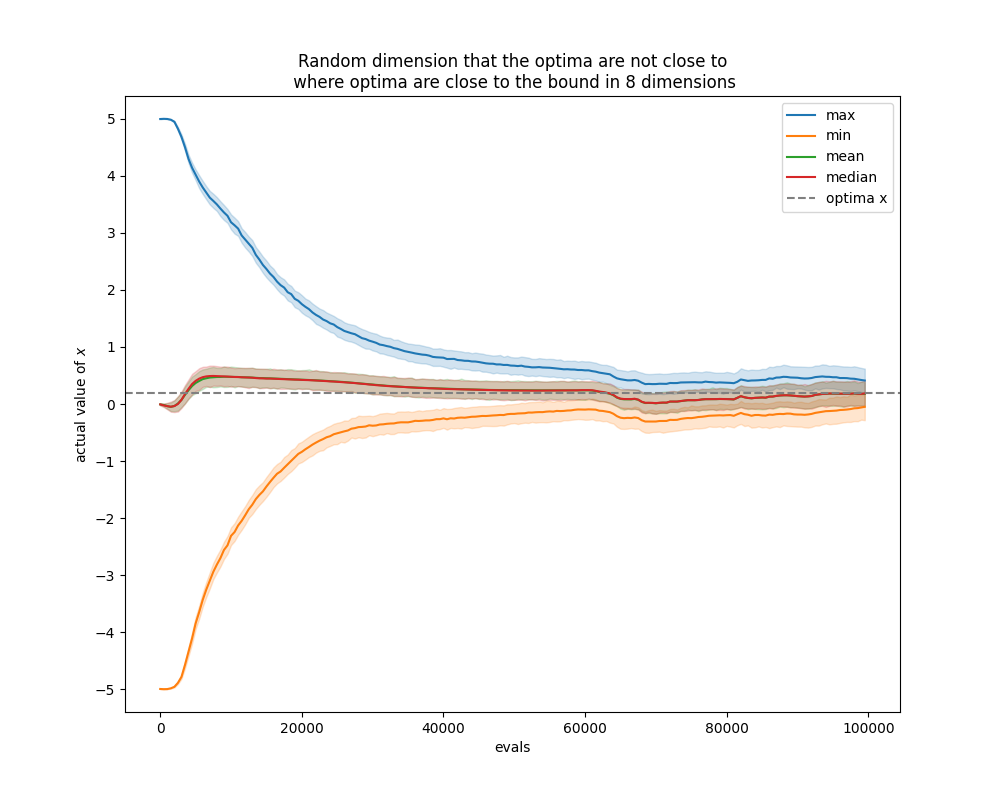 Random dimension that the optima are not close to
where optima are close to the bound in 8 dimensions
max
min
mean
median
optima x
5
4
3
2
1
0
−1
−2
−3
−4
−5
actual value of x
0
20000
40000
60000
80000
100000
evals